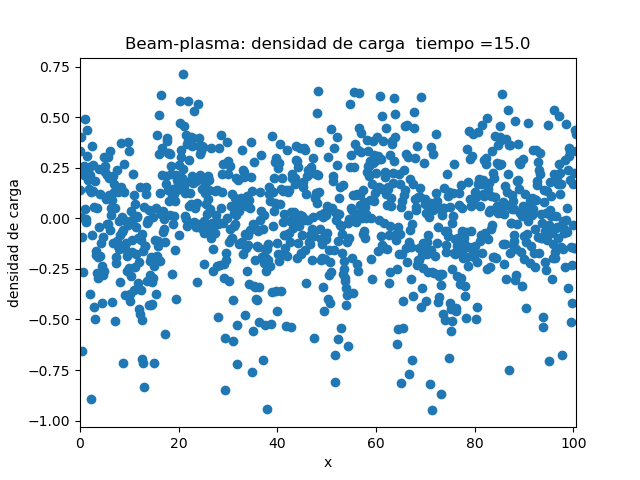 Beam-plasma: densidad de carga  tiempo =15.0
densidad de carga
0.75
0.50
0.25
0.00
−0.25
−0.50
−0.75
−1.00
0 20 40 60 80 100
x